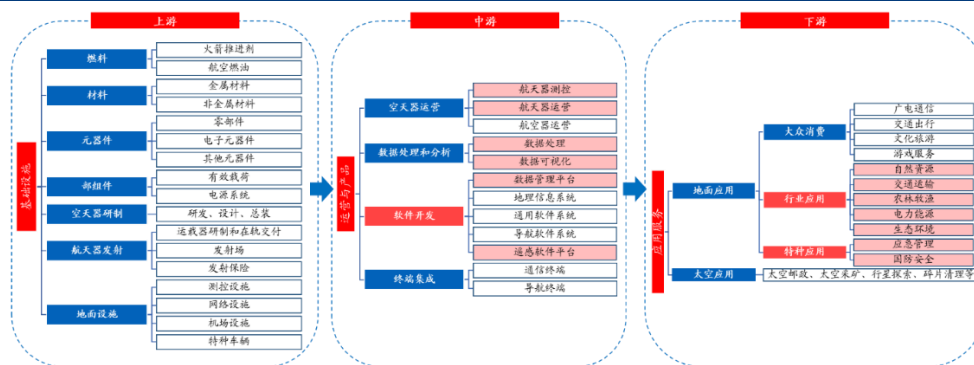 上游
基础设施
燃料
火箭推进剂
航空燃油
材料
金属材料
非金属材料
元器件
零部件
电子元器件
其他元器件
部组件
有效载荷
电源系统
空天器研制
研发、设计、总装
航天器发射
运载器研制和在轨交付
发射场
发射保险
地面设施
测控设施
网络设施
机场设施
特种车辆
中游
运营与产品
空天器运营
航天器测控
航天器运营
航空器运营
数据处理和分析
数据处理
数据可视化
软件开发
数据管理平台
地理信息系统
通用软件系统
导航软件系统
遥感软件平台
终端集成
通信终端
导航终端
下游
应用服务
地面应用
大众消费
广电通信
交通出行
文化旅游
游戏服务
行业应用
自然资源
交通运输
农林牧渔
电力能源
生态环境
特种应用
应急管理
国防安全
太空应用
太空邮政、太空采矿、行星探索、碎片清理等